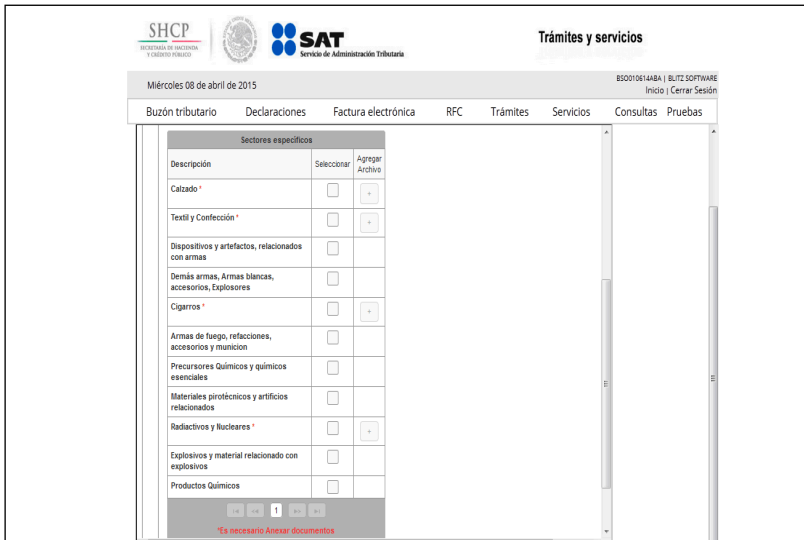 SHCP
SECRETARÍA DE HACIENDA
Y CRÉDITO PÚBLICO
SAT
Servicio de Administración Tributaria
Trámites y servicios
Miércoles 08 de abril de 2015
BSO010614ABA | BLITZ SOFTWARE
Inicio | Cerrar Sesión
Buzón tributario Declaraciones Factura electrónica RFC Trámites Servicios Consultas Pruebas
Sectores específicos
Descripción Seleccionar Agregar Archivo
Calzado * +
Textil y Confección * +
Dispositivos y artefactos, relacionados
con armas
Demás armas, Armas blancas,
accesorios, Explosores
Cigarros * +
Armas de fuego, refacciones,
accesorios y municion
Precursores Químicos y químicos
esenciales
Materiales pirotécnicos y artificios
relacionados
Radiactivos y Nucleares * +
Explosivos y material relacionado con
explosivos
Productos Químicos
1
*Es necesario Anexar documentos